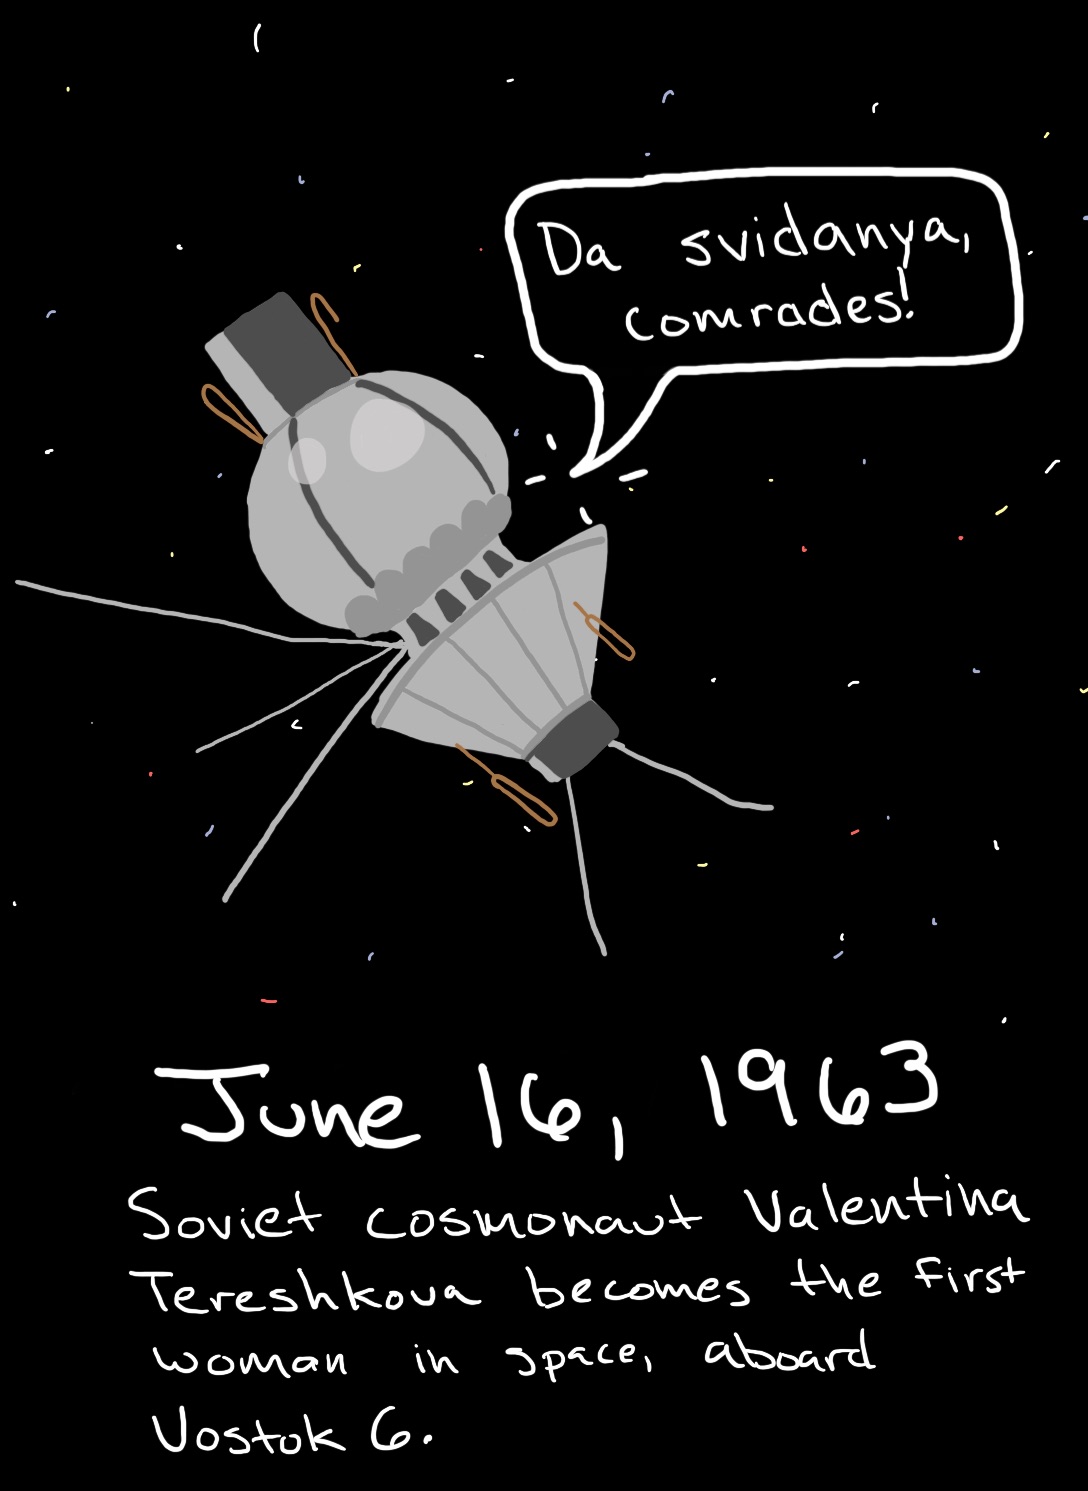 Da svidanya,
comrades!
June 16, 1963
Soviet cosmonaut Valentina
Tereshkova becomes the first
woman in space, aboard
Vostok 6.